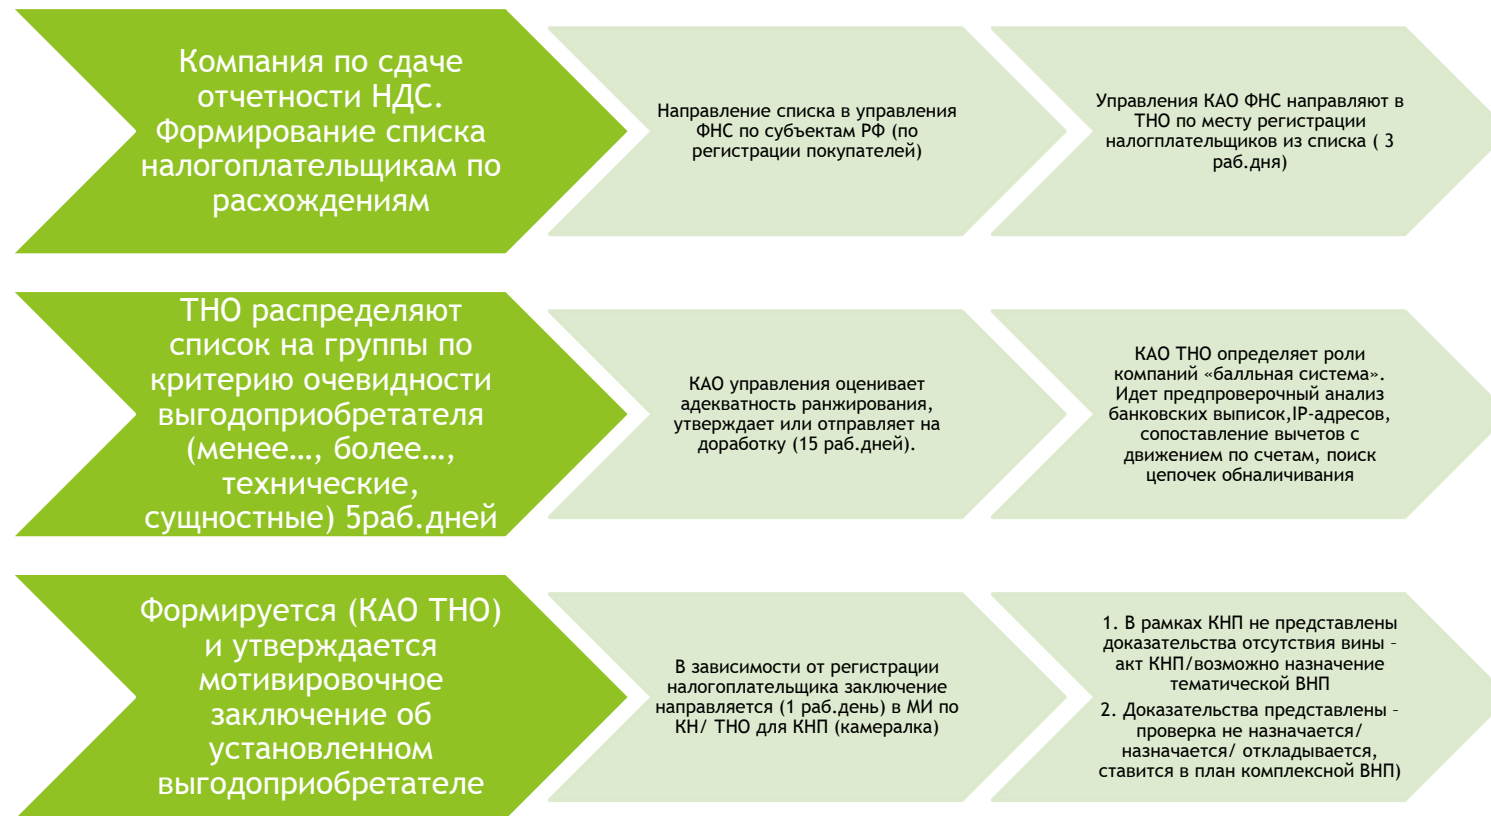 Компания по сдаче
отчетности НДС.
Формирование списка
налогоплательщикам по
расхождениям
Направление списка в управления
ФНС по субъектам РФ (по
регистрации покупателей)
Управления КАО ФНС направляют в
ТНО по месту регистрации
налогплательщиков из списка ( 3
раб.дня)
ТНО распределяют
список на группы по
критерию очевидности
выгодоприобретателя
(менее…, более…,
технические,
сущностные) 5раб.дней
КАО управления оценивает
адекватность ранжирования,
утверждает или отправляет на
доработку (15 раб.дней).
КАО ТНО определяет роли
компаний «балльная система».
Идет предпроверочный анализ
банковских выписок,IP-адресов,
сопоставление вычетов с
движением по счетам, поиск
цепочек обналичивания
Формируется (КАО ТНО)
и утверждается
мотивировочное
заключение об
установленном
выгодоприобретателе
В зависимости от регистрации
налогоплательщика заключение
направляется (1 раб.день) в МИ по
КН/ ТНО для КНП (камералка)
1. В рамках КНП не представлены
доказательства отсутствия вины –
акт КНП/возможно назначение
тематической ВНП
2. Доказательства представлены –
проверка не назначается/
назначается/ откладывается,
ставится в план комплексной ВНП)